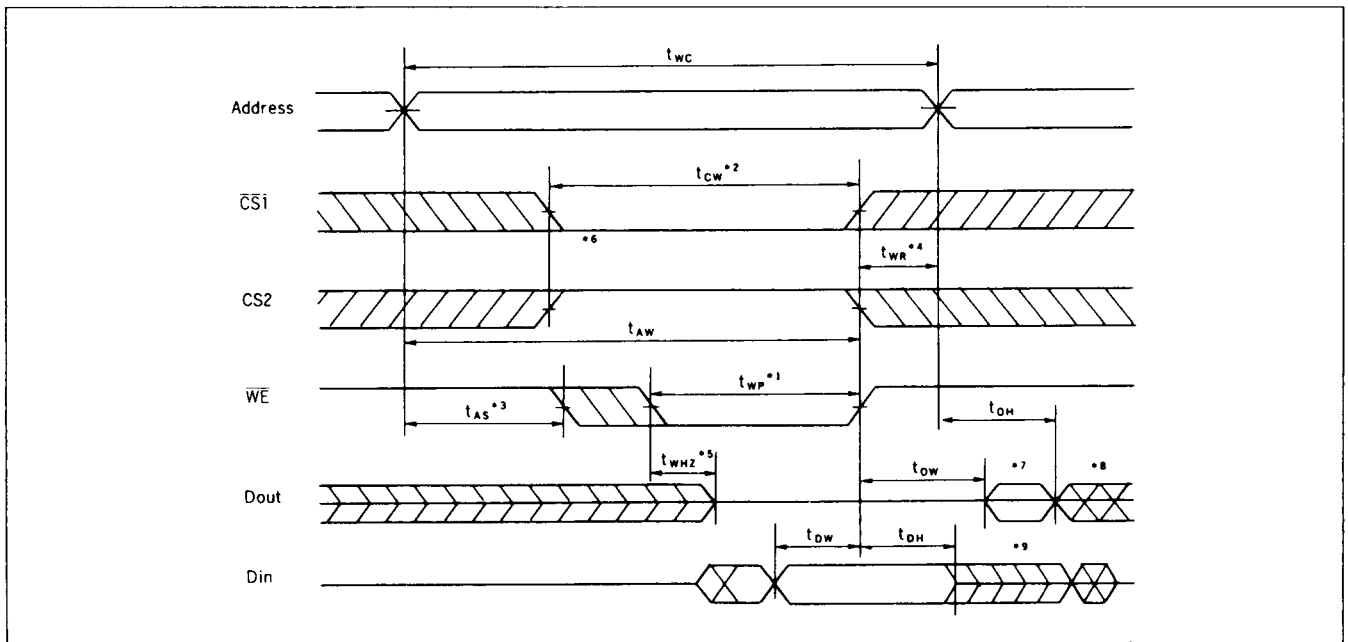 tWC
Address
tCW*2
CS1
*6
tWR*4
CS2
tAW
WE
tWP*1
tAS*3
tOH
tWHZ*5
tOW
*7
*8
Dout
tDW
tDH
*9
Din